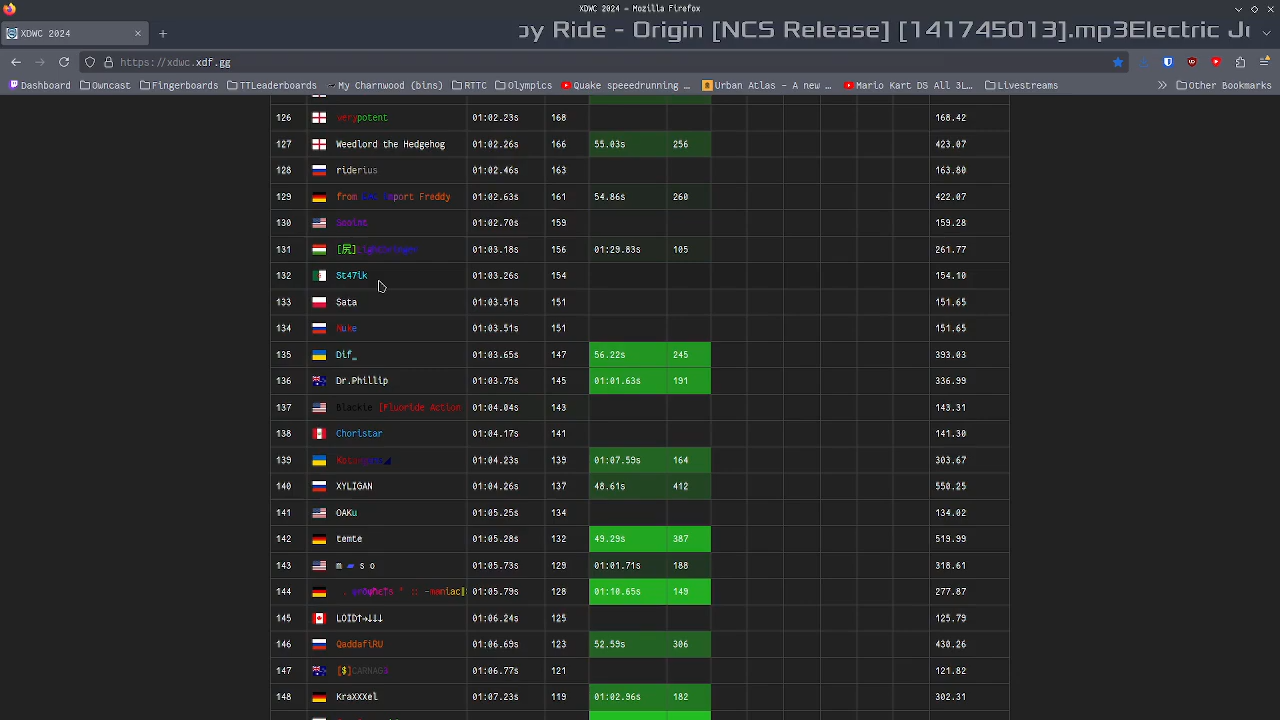 XDWC 2024 — Mozilla Firefox
XDWC 2024
by Ride - Origin [NCS Release] [141745013].mp3Electric J
https://xdwc.xdf.gg
Dashboard Owncast Fingerboards TTLeaderboards My Charnwood (bins) RTTC Olympics Quake speedrunning … Urban Atlas - A new … Mario Kart DS All 3L… Livestreams Other Bookmarks
126 verypotent 01:02.23s 168 168.42
127 Weedlord the Hedgehog 01:02.26s 166 55.03s 256 423.07
128 riderius 01:02.46s 163 163.80
129 from import Freddy 01:02.63s 161 54.86s 260 422.07
130 01:02.70s 159 159.28
131 [尻]Lightbringer 01:03.18s 156 01:29.83s 105 261.77
132 St47ik 01:03.26s 154 154.10
133 Sata 01:03.51s 151 151.65
134 Nuke 01:03.51s 151 151.65
135 Dif_ 01:03.65s 147 56.22s 245 393.03
136 Dr.Phillip 01:03.75s 145 01:01.63s 191 336.99
137 Blackie [Fluoride Action 01:04.04s 143 143.31
138 Choristar 01:04.17s 141 141.30
139 01:04.23s 139 01:07.59s 164 303.67
140 XYLIGAN 01:04.26s 137 48.61s 412 550.25
141 OAKu 01:05.25s 134 134.02
142 temte 01:05.28s 132 49.29s 387 519.99
143 m ▰ s o 01:05.73s 129 01:01.71s 188 318.61
144 :: -maniac 01:05.79s 128 01:10.65s 149 277.87
145 LOID↑→↓↓↓ 01:06.24s 125 125.79
146 QaddafiRU 01:06.69s 123 52.59s 306 430.26
147 [$]CARNAG3 01:06.77s 121 121.82
148 KraXXXel 01:07.23s 119 01:02.96s 182 302.31